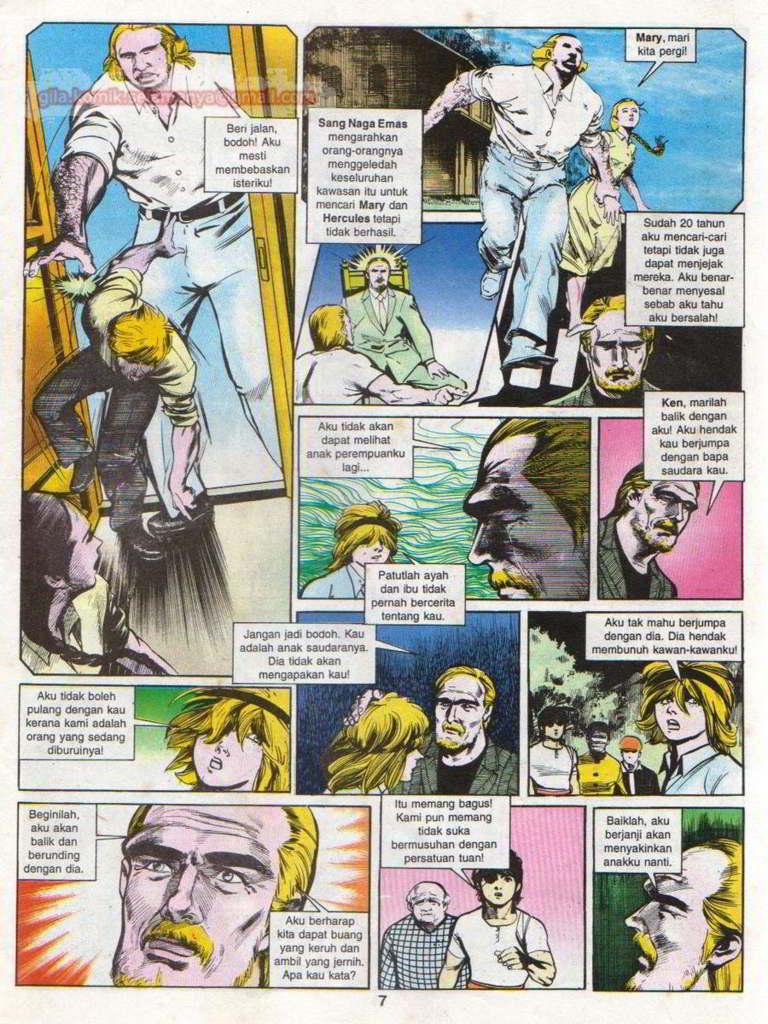 Beri jalan,
bodoh! Aku
mesti
membebaskan
isteriku!
Mary, mari
kita pergi!
Sang Naga Emas
mengarahkan
orang-orangnya
menggeledah
keseluruhan
kawasan itu untuk
mencari Mary dan
Hercules tetapi
tidak berhasil.
Sudah 20 tahun
aku mencari-cari
tetapi tidak juga
dapat menjejak
mereka. Aku benar-
benar menyesal
sebab aku tahu
aku bersalah!
Aku tidak akan
dapat melihat
anak perempuanku
lagi...
Patutlah ayah
dan ibu tidak
pernah bercerita
tentang kau.
Ken, marilah
balik dengan
aku! Aku hendak
kau berjumpa
dengan bapa
saudara kau.
Aku tidak boleh
pulang dengan kau
kerana kami adalah
orang yang sedang
diburuinya!
Jangan jadi bodoh. Kau
adalah anak saudaranya.
Dia tidak akan
mengapakan kau!
Aku tak mahu berjumpa
dengan dia. Dia hendak
membunuh kawan-kawanku!
Beginilah,
aku akan
balik dan
berunding
dengan dia.
Aku berharap
kita dapat buang
yang keruh dan
ambil yang jernih.
Apa kau kata?
Itu memang bagus!
Kami pun memang
tidak suka
bermusuhan dengan
persatuan tuan!
Baiklah, aku
berjanji akan
menyakinkan
anakku nanti.
7